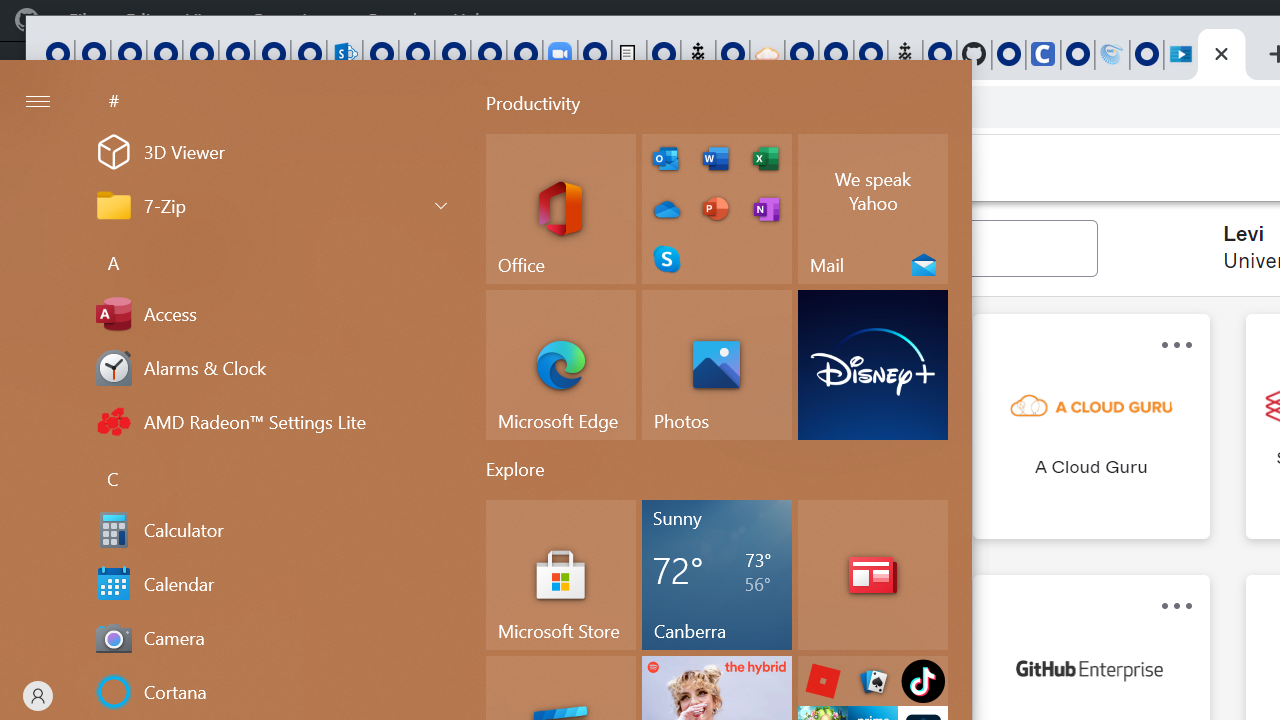 #
3D Viewer
7-Zip
A
Access
Alarms & Clock
AMD Radeon™ Settings Lite
C
Calculator
Calendar
Camera
Cortana
Productivity
Office
We speak
Yahoo
Mail
Microsoft Edge
Photos
Disney+
Explore
Microsoft Store
Sunny
72°
73°
56°
Canberra
the hybrid
prime
Levi
Univer
A CLOUD GURU
A Cloud Guru
GitHub Enterprise